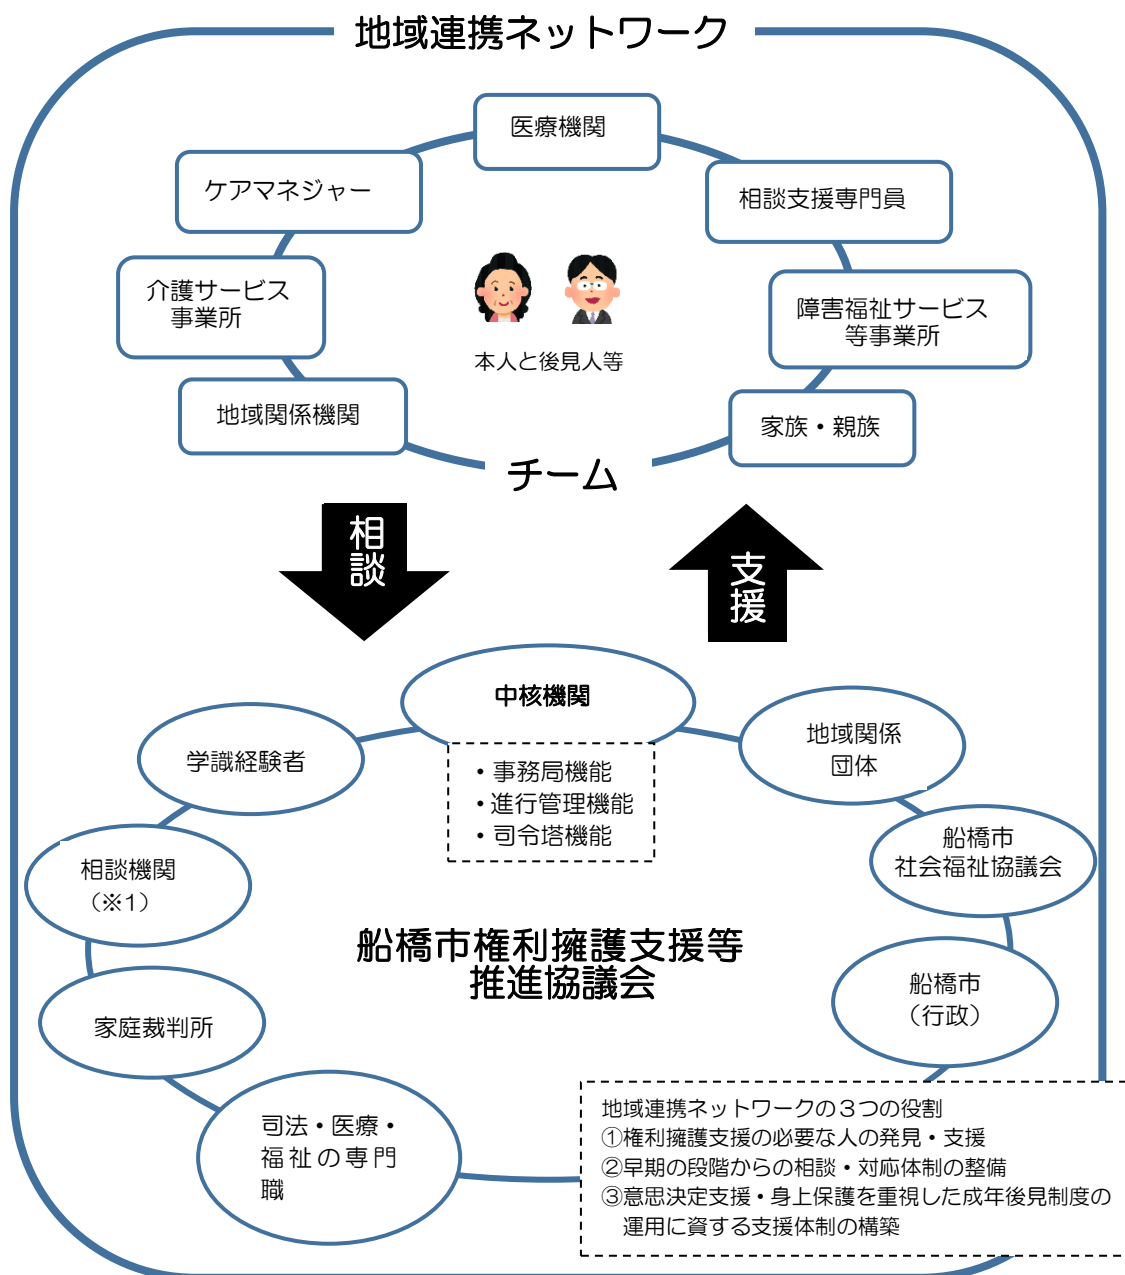 地域連携ネットワーク
医療機関
ケアマネジャー
相談支援専門員
介護サービス
事業所
障害福祉サービス
等事業所
本人と後見人等
地域関係機関
家族・親族
チーム
相談
支援
中核機関
・事務局機能
・進行管理機能
・司令塔機能
学識経験者
地域関係
団体
相談機関
（※1）
船橋市
社会福祉協議会
船橋市権利擁護支援等
推進協議会
家庭裁判所
船橋市
（行政）
司法・医療・
福祉の専門
職
地域連携ネットワークの３つの役割
①権利擁護支援の必要な人の発見・支援
②早期の段階からの相談・対応体制の整備
③意思決定支援・身上保護を重視した成年後見制度の
運用に資する支援体制の構築